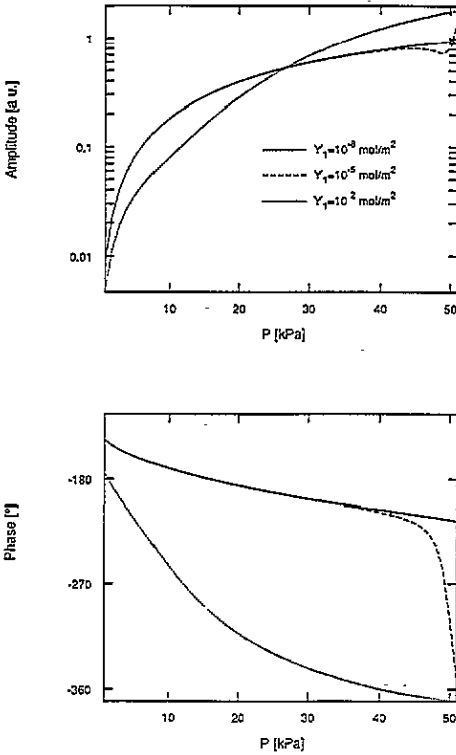 Amplitude [a.u.]
1
0.1
0.01
Y₁=10⁻⁸ mol/m²
Y₁=10⁻⁵ mol/m²
Y₁=10⁻² mol/m²
10 20 30 40 50
P [kPa]
Phase [°]
-180
-270
-360
10 20 30 40 50
P [kPa]